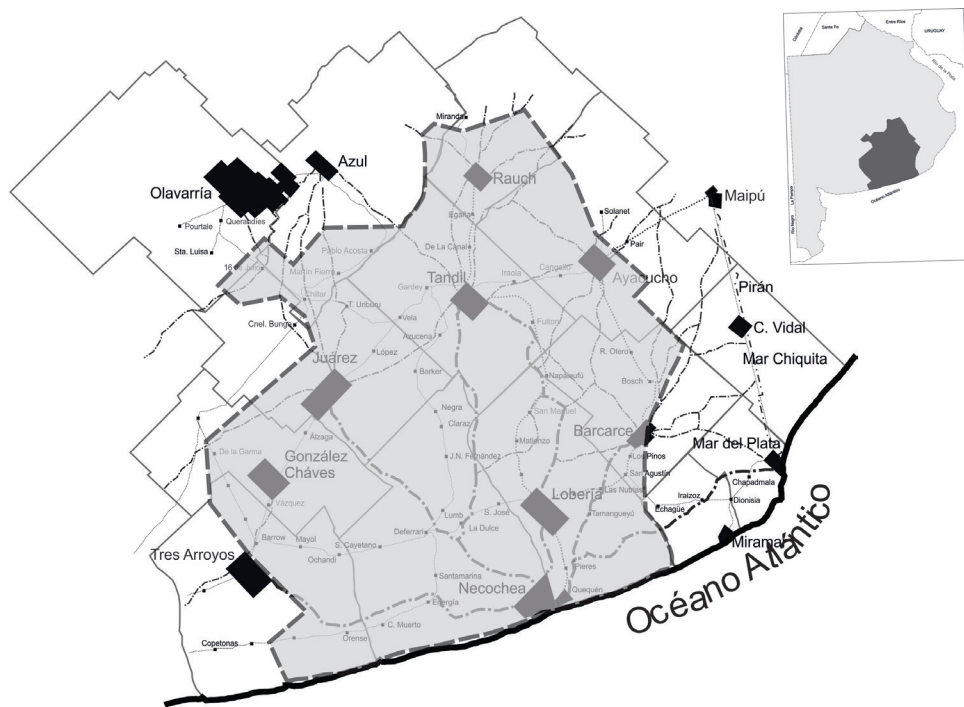 Córdoba
Santa Fe
Entre Ríos
URUGUAY
Río de la Plata
La Pampa
Río Negro
Océano Atlántico
Miranda
Azul
Rauch
Olavarría
Maipú
Querandíes
Pourtale
Egaña
Solanet
Sta. Luisa
Pablo Acosta
De La Canal
Pair
16 de Julio
Martín Fierro
Iraola
Cangallo
Tandil
Ayacucho
Chillar
Gardey
Pirán
T. Uriburu
Vela
Fulton
Cnel. Bunge
Azucena
C. Vidal
López
R. Otero
Juárez
Mar Chiquita
Barker
Napaleufú
Bosch
Negra
San Manuel
Claraz
Alzaga
Matienzo
Barcarce
Mar del Plata
De la Garma
González
Cháves
J.N. Fernández
Los Pinos
San Agustín
Chapadmala
Las Nutrias
Lobería
Iraizoz
Dionisia
Vázquez
Echagüe
Lumb
S. José
Tamangueyú
La Dulce
Deferrari
Barrow
Mayol
S. Cayetano
Miramar
Ochandi
Tres Arroyos
Pieres
Santamarina
Necochea
Quequén
Energía
Océano Atlántico
C. Muerto
Orense
Copetonas